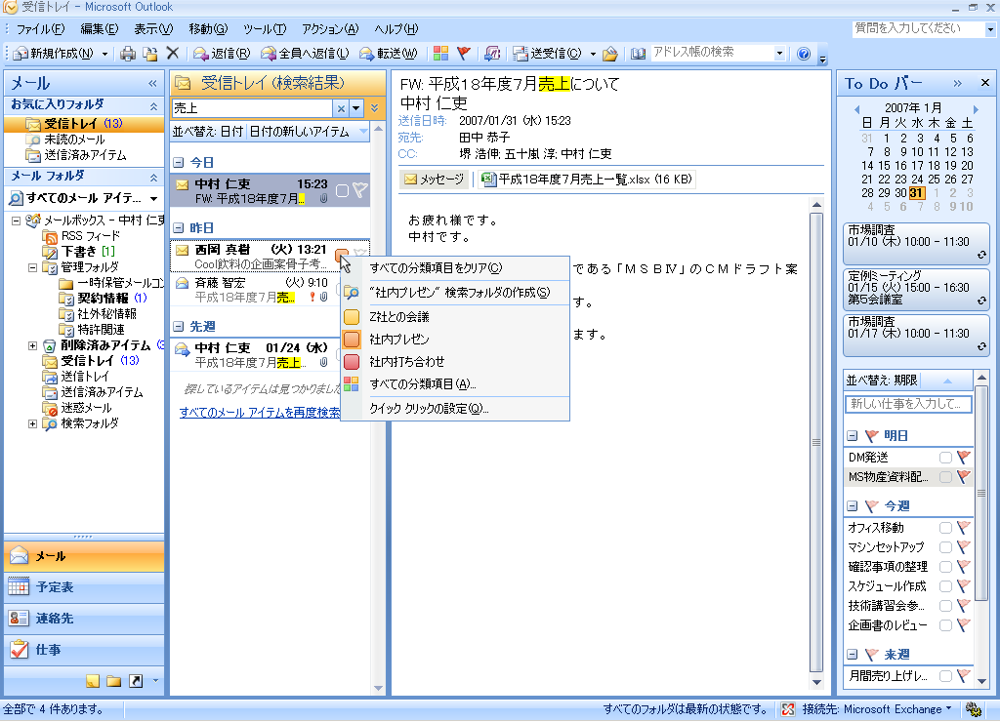 受信トレイ - Microsoft Outlook
ファイル(F) 編集(E) 表示(V) 移動(G) ツール(T) アクション(A) ヘルプ(H) 質問を入力してください
新規作成(N) 返信(R) 全員へ返信(L) 転送(W) 送受信(C) アドレス帳の検索
メール
お気に入りフォルダ
受信トレイ (13)
未読のメール
送信済みアイテム
メール フォルダ
すべてのメール アイテ...
メールボックス - 中村 仁吏
RSS フィード
下書き [1]
管理フォルダ
一時保管メールコン
契約情報 (1)
社外秘情報
特許関連
削除済みアイテム
受信トレイ (13)
送信トレイ
送信済みアイテム
迷惑メール
検索フォルダ
メール
予定表
連絡先
仕事
受信トレイ (検索結果)
売上
並べ替え: 日付 日付の新しいアイテム
今日
中村 仁吏 15:23
FW: 平成18年度7月...
昨日
西岡 真樹 (火) 13:21
Cool飲料の企画案骨子考...
斉藤 智宏 (火) 9:10
平成18年度7月売...
先週
中村 仁吏 01/24 (水)
平成18年度7月売上...
探しているアイテムは見つかりました
すべてのメール アイテムを再度検索
FW: 平成18年度7月売上について
中村 仁吏
送信日時: 2007/01/31 (水) 15:23
宛先: 田中 恭子
CC: 堺 浩伸; 五十嵐 淳; 中村 仁吏
メッセージ 平成18年度7月売上一覧.xlsx (16 KB)
お疲れ様です。
中村です。
である「MSBⅣ」のCMドラフト案
す。
ます。
すべての分類項目をクリア(C)
"社内プレゼン" 検索フォルダの作成(S)
Z社との会議
社内プレゼン
社内打ち合わせ
すべての分類項目(A)...
クイック クリックの設定(Q)...
To Do バー
2007年 1月
日 月 火 水 木 金 土
31 1 2 3 4 5 6
7 8 9 10 11 12 13
14 15 16 17 18 19 20
21 22 23 24 25 26 27
28 29 30 31 1 2 3
4 5 6 7 8 9 10
市場調査
01/10 (木) 10:00 - 11:30
定例ミーティング
01/15 (火) 15:00 - 16:30
第5会議室
市場調査
01/17 (木) 10:00 - 11:30
並べ替え: 期限
新しい仕事を入力して...
明日
DM発送
MS物産資料配...
今週
オフィス移動
マシンセットアップ
確認事項の整理
スケジュール作成
技術講習会参...
企画書のレビュー
来週
月間売り上げレ...
全部で 4 件あります。 すべてのフォルダは最新の状態です。 接続先: Microsoft Exchange